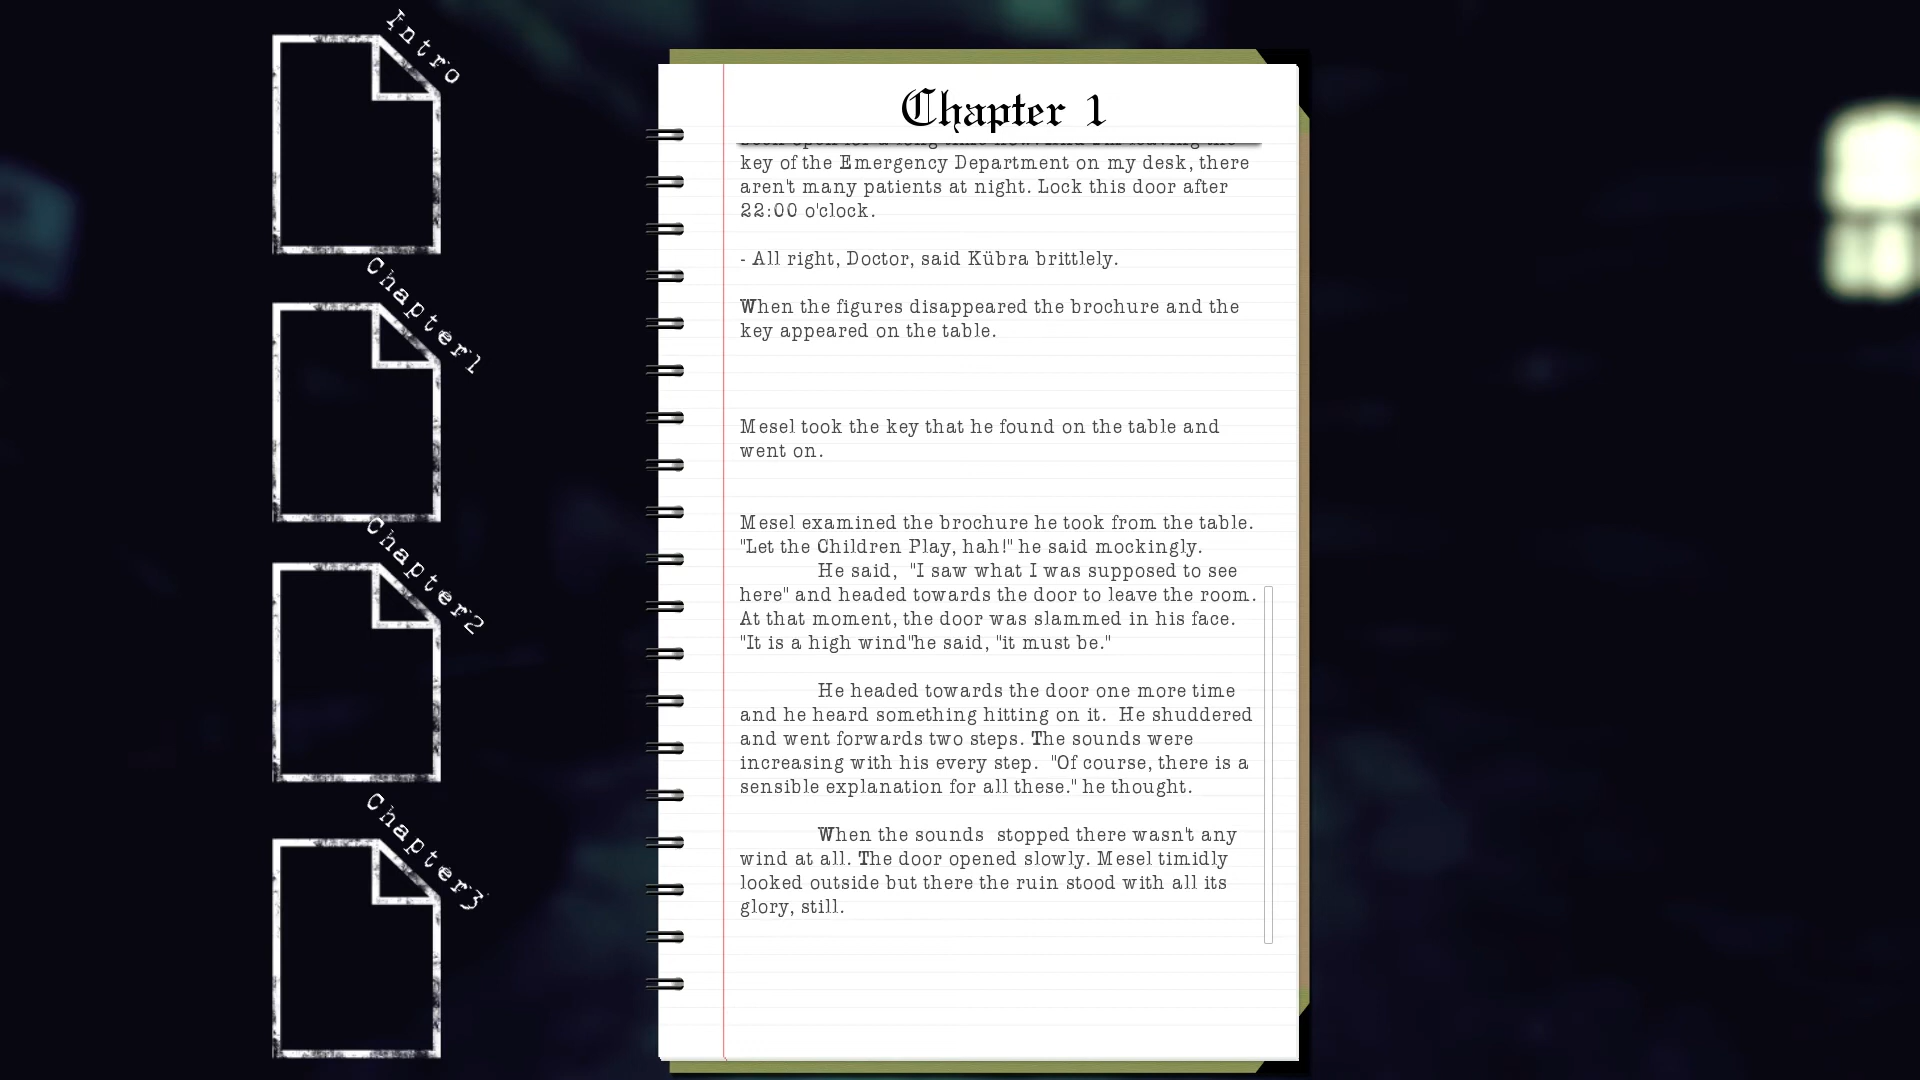 Intro
Chapter1
Chapter2
Chapter3
Chapter 1
key of the Emergency Department on my desk, there
aren't many patients at night. Lock this door after
22:00 o'clock.
- All right, Doctor, said Kübra brittlely.
When the figures disappeared the brochure and the
key appeared on the table.
Mesel took the key that he found on the table and
went on.
Mesel examined the brochure he took from the table.
"Let the Children Play, hah!" he said mockingly.
He said, "I saw what I was supposed to see
here" and headed towards the door to leave the room.
At that moment, the door was slammed in his face.
"It is a high wind"he said, "it must be."
He headed towards the door one more time
and he heard something hitting on it. He shuddered
and went forwards two steps. The sounds were
increasing with his every step. "Of course, there is a
sensible explanation for all these." he thought.
When the sounds stopped there wasn't any
wind at all. The door opened slowly. Mesel timidly
looked outside but there the ruin stood with all its
glory, still.